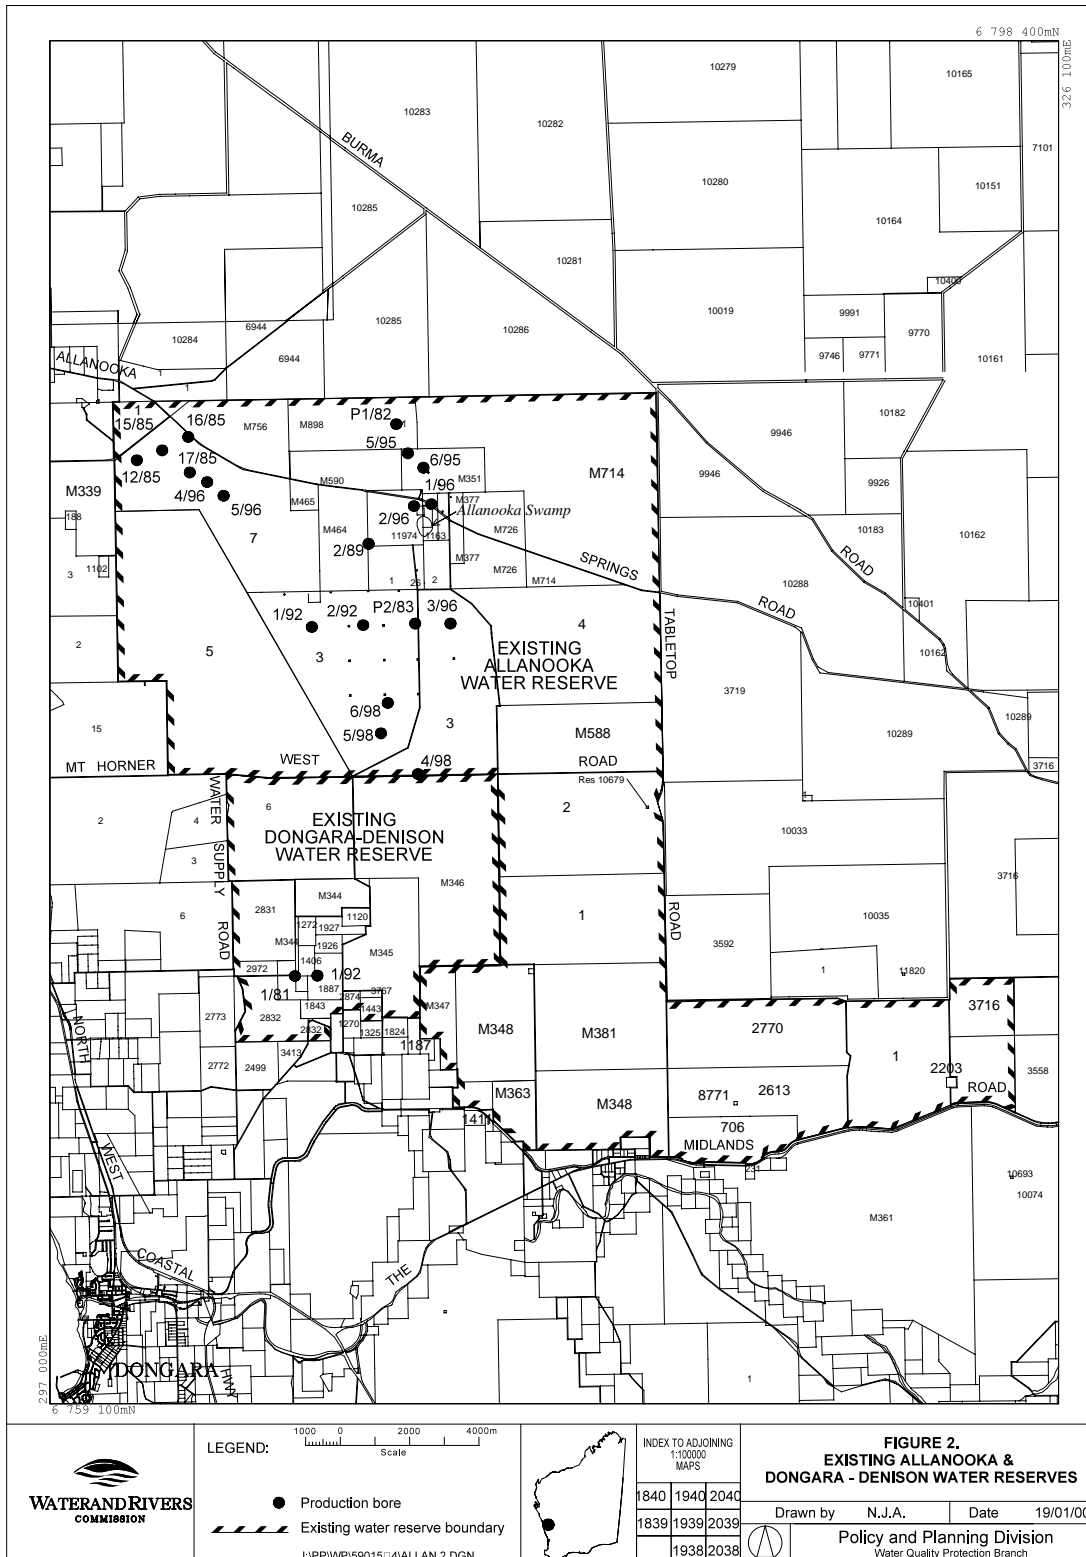 6 798 400mN
326 100mE
10279
10165
10283
10282
BURMA
7101
10280
10151
10285
10164
10281
10400
10019
9991
10285
10286
6944
10284
9770
9746
9771
10161
6944
ALLANOOKA
1
1
1
15/85
16/85
P1/82
1
10182
M756
M898
9946
5/95
17/85
6/95
12/85
M714
9946
M590
M351
9926
M339
4/96
1/96
M465
M377
5/96
2/96
Allanooka Swamp
188
7
M464
M726
10183
10162
11974
1163
2/89
M377
SPRINGS
ROAD
1102
M726
3
1
26
2
M714
10288
ROAD
10401
1/92
2/92
P2/83
3/96
4
TABLETOP
2
5
3
EXISTING
ALLANOOKA
WATER RESERVE
10162
3719
6/98
10289
15
5/98
3
M588
10289
MT HORNER
WEST
4/98
ROAD
3716
WATER SUPPLY ROAD
Res 10679
6
2
1
2
4
EXISTING
DONGARA-DENISON
WATER RESERVE
10033
3
M346
3716
M344
6
2831
1120
1
ROAD
10035
1272
1927
M344
1926
M345
3592
1406
2972
1
11820
1/92
1887
1/81
2874
3767
M347
1843
1443
3716
2773
2832
NORTH
1270
2832
1325
1824
M348
M381
2770
1187
1
3413
2772
2499
2203
3558
M363
8771
2613
ROAD
M348
1411
706
MIDLANDS
WEST
231
10693
10074
M361
COASTAL
THE
DONGARA
HWY
1
297 000mE
6 759 100mN
WATER AND RIVERS
COMMISSION
LEGEND:
1000 0 2000 4000m
Scale
Production bore
Existing water reserve boundary
INDEX TO ADJOINING
1:100000
MAPS
1840 1940 2040
1839 1939 2039
1938 2038
FIGURE 2.
EXISTING ALLANOOKA &
DONGARA - DENISON WATER RESERVES
Drawn by N.J.A. Date 19/01/00
Policy and Planning Division
Water Quality Protection Branch